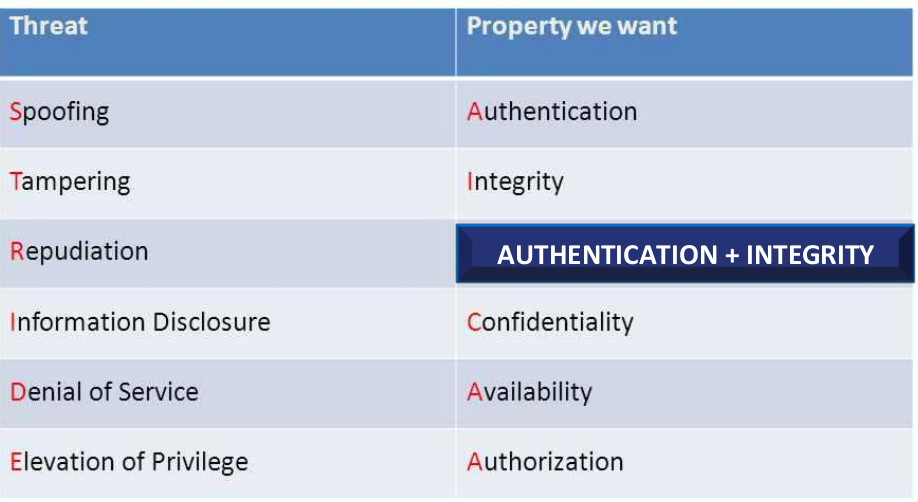 Threat Property we want
Spoofing Authentication
Tampering Integrity
Repudiation AUTHENTICATION + INTEGRITY
Information Disclosure Confidentiality
Denial of Service Availability
Elevation of Privilege Authorization